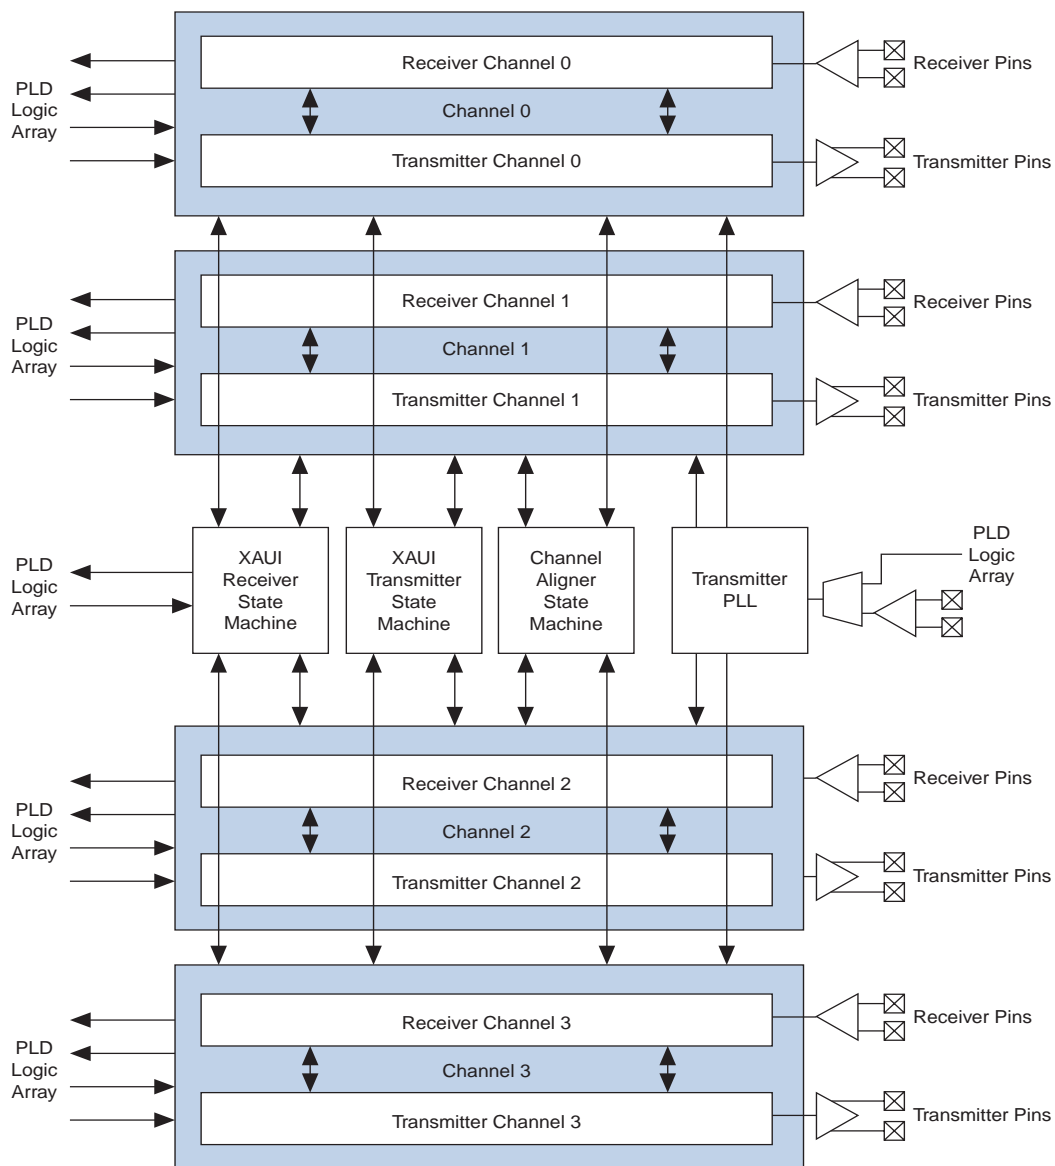 Receiver Channel 0
Receiver Pins
PLD
Logic
Array
Channel 0
Transmitter Channel 0
Transmitter Pins
Receiver Channel 1
Receiver Pins
PLD
Logic
Array
Channel 1
Transmitter Channel 1
Transmitter Pins
PLD
Logic
Array
XAUI
Receiver
State
Machine
XAUI
Transmitter
State
Machine
Channel
Aligner
State
Machine
Transmitter
PLL
PLD
Logic
Array
Receiver Channel 2
Receiver Pins
PLD
Logic
Array
Channel 2
Transmitter Channel 2
Transmitter Pins
Receiver Channel 3
Receiver Pins
PLD
Logic
Array
Channel 3
Transmitter Channel 3
Transmitter Pins